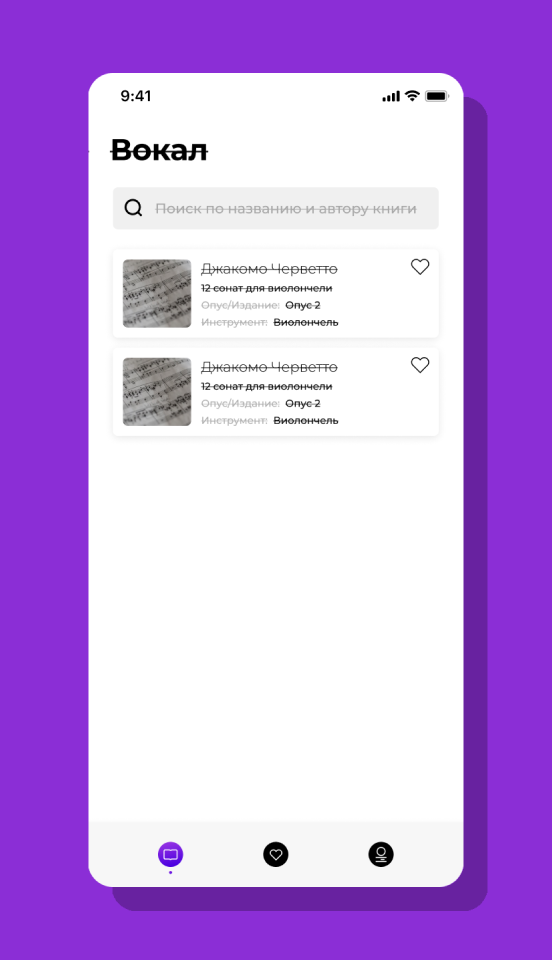 9:41
Вокал
Поиск по названию и автору книги
Джакомо Черветто
12 сонат для виолончели
Опус/Издание: Опус 2
Инструмент: Виолончель
Джакомо Черветто
12 сонат для виолончели
Опус/Издание: Опус 2
Инструмент: Виолончель